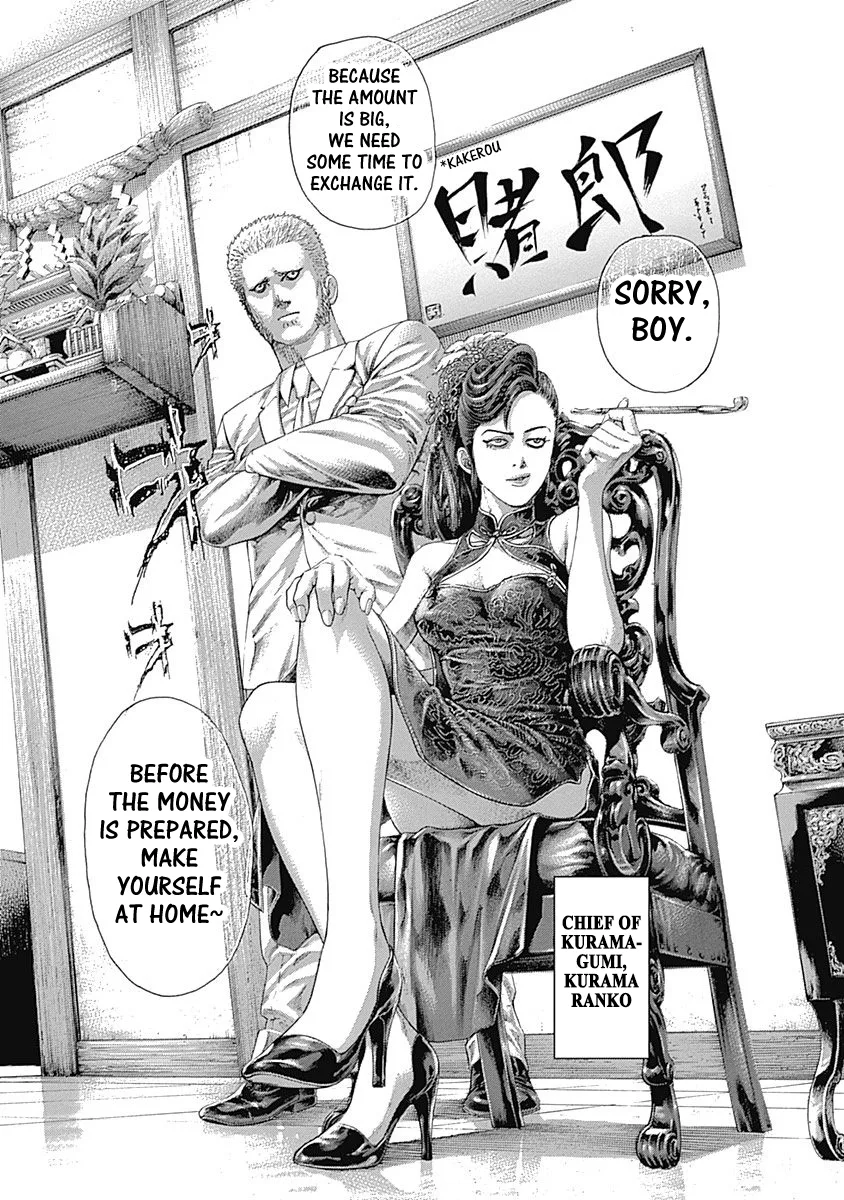 SORRY,
BOY.
BECAUSE
THE AMOUNT
IS BIG,
WE NEED
SOME TIME TO
EXCHANGE IT.
*KAKEROU
賭郎
BEFORE
THE MONEY
IS PREPARED,
MAKE
YOURSELF
AT HOME~
CHIEF OF
KURAMA-
GUMI,
KURAMA
RANKO